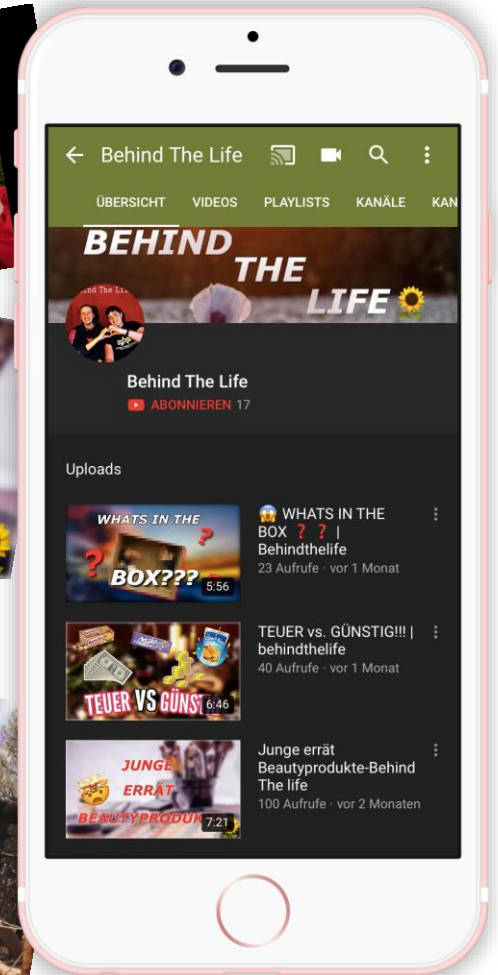 Behind The Life
ÜBERSICHT VIDEOS PLAYLISTS KANÄLE KAN
BEHIND
THE
LIFE
Behind The Li
Behind The Life
ABONNIEREN 17
Uploads
WHATS IN THE
BOX???
5:56
😱 WHATS IN THE
BOX ❓ ❓ |
Behindthelife
23 Aufrufe · vor 1 Monat
TEUER VS GÜNS
6:46
TEUER vs. GÜNSTIG!!! |
behindthelife
40 Aufrufe · vor 1 Monat
JUNGE
ERRÄT
BEAUTYPRODUK
7:21
Junge errät
Beautyprodukte-Behind
The life
100 Aufrufe · vor 2 Monaten